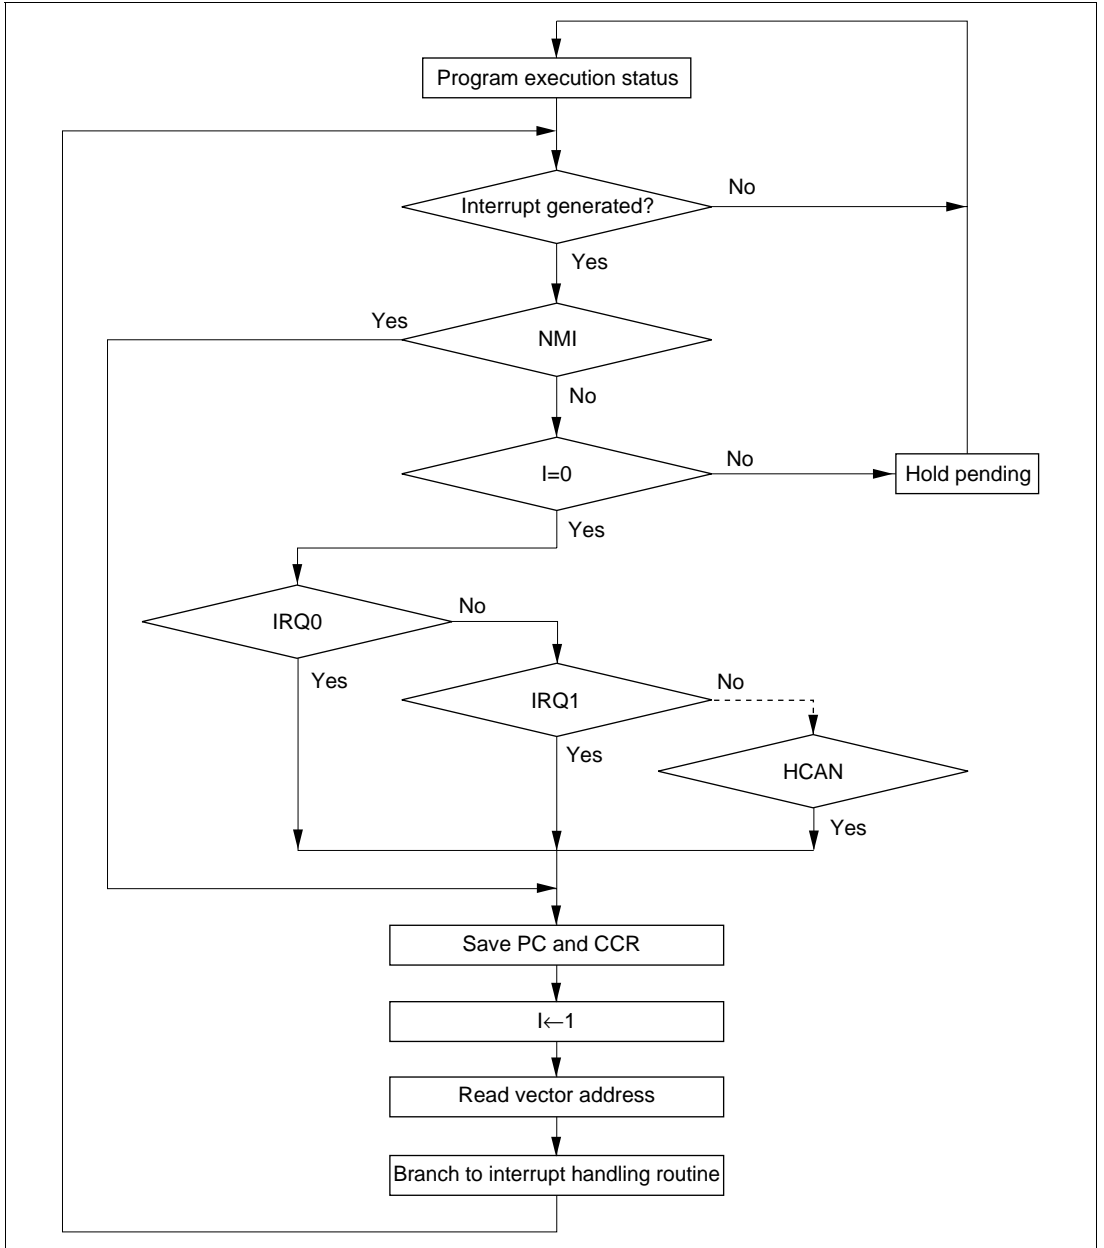 Program execution status
Interrupt generated?
No
Yes
Yes
NMI
No
I=0
No
Hold pending
Yes
IRQ0
No
Yes
IRQ1
No
Yes
HCAN
Yes
Save PC and CCR
I←1
Read vector address
Branch to interrupt handling routine